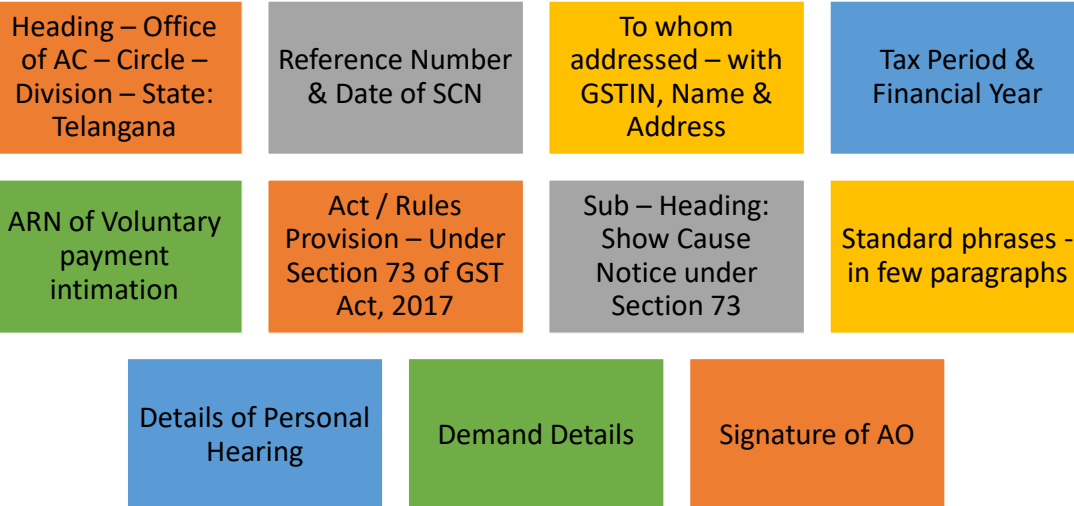 Heading – Office
of AC – Circle –
Division – State:
Telangana
Reference Number
& Date of SCN
To whom
addressed – with
GSTIN, Name &
Address
Tax Period &
Financial Year
ARN of Voluntary
payment
intimation
Act / Rules
Provision – Under
Section 73 of GST
Act, 2017
Sub – Heading:
Show Cause
Notice under
Section 73
Standard phrases -
in few paragraphs
Details of Personal
Hearing
Demand Details
Signature of AO